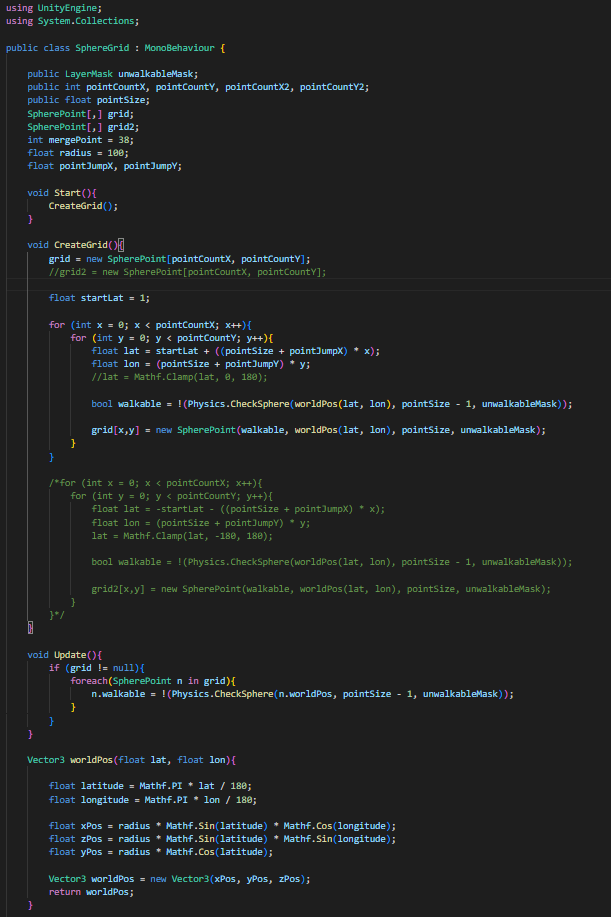 using UnityEngine;
using System.Collections;
public class SphereGrid : MonoBehaviour {
public LayerMask unwalkableMask;
public int pointCountX, pointCountY, pointCountX2, pointCountY2;
public float pointSize;
SpherePoint[,] grid;
SpherePoint[,] grid2;
int mergePoint = 38;
float radius = 100;
float pointJumpX, pointJumpY;
void Start(){
CreateGrid();
}
void CreateGrid(){
grid = new SpherePoint[pointCountX, pointCountY];
//grid2 = new SpherePoint[pointCountX, pointCountY];
float startLat = 1;
for (int x = 0; x < pointCountX; x++){
for (int y = 0; y < pointCountY; y++){
float lat = startLat + ((pointSize + pointJumpX) * x);
float lon = (pointSize + pointJumpY) * y;
//lat = Mathf.Clamp(lat, 0, 180);
bool walkable = !(Physics.CheckSphere(worldPos(lat, lon), pointSize - 1, unwalkableMask));
grid[x,y] = new SpherePoint(walkable, worldPos(lat, lon), pointSize, unwalkableMask);
}
}
/*for (int x = 0; x < pointCountX; x++){
for (int y = 0; y < pointCountY; y++){
float lat = -startLat - ((pointSize + pointJumpX) * x);
float lon = (pointSize + pointJumpY) * y;
lat = Mathf.Clamp(lat, -180, 180);
bool walkable = !(Physics.CheckSphere(worldPos(lat, lon), pointSize - 1, unwalkableMask));
grid2[x,y] = new SpherePoint(walkable, worldPos(lat, lon), pointSize, unwalkableMask);
}
}*/
}
void Update(){
if (grid != null){
foreach(SpherePoint n in grid){
n.walkable = !(Physics.CheckSphere(n.worldPos, pointSize - 1, unwalkableMask));
}
}
}
Vector3 worldPos(float lat, float lon){
float latitude = Mathf.PI * lat / 180;
float longitude = Mathf.PI * lon / 180;
float xPos = radius * Mathf.Sin(latitude) * Mathf.Cos(longitude);
float zPos = radius * Mathf.Sin(latitude) * Mathf.Sin(longitude);
float yPos = radius * Mathf.Cos(latitude);
Vector3 worldPos = new Vector3(xPos, yPos, zPos);
return worldPos;
}